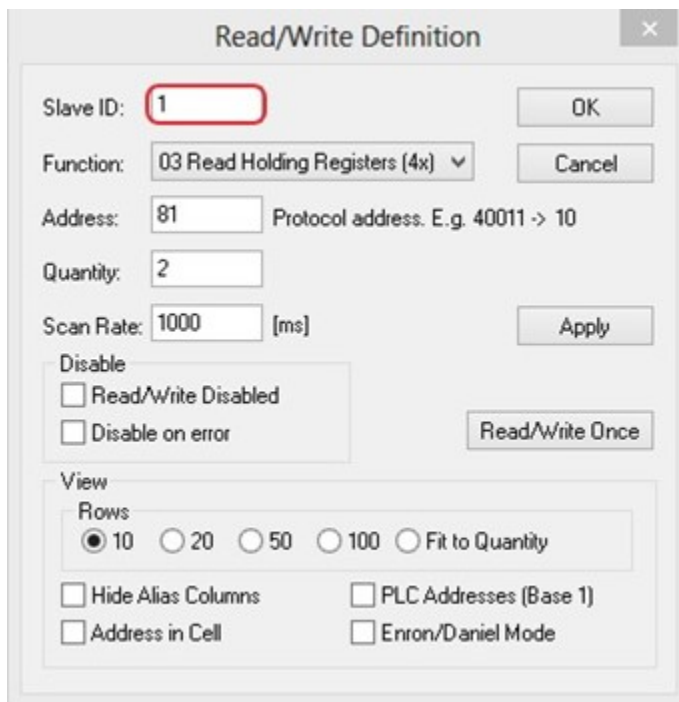 Read/Write Definition
Slave ID: 1 OK
Function: 03 Read Holding Registers (4x) Cancel
Address: 81 Protocol address. E.g. 40011 -> 10
Quantity: 2
Scan Rate: 1000 [ms] Apply
Disable
Read/Write Disabled
Disable on error
Read/Write Once
View
Rows
10 20 50 100 Fit to Quantity
Hide Alias Columns PLC Addresses (Base 1)
Address in Cell Enron/Daniel Mode